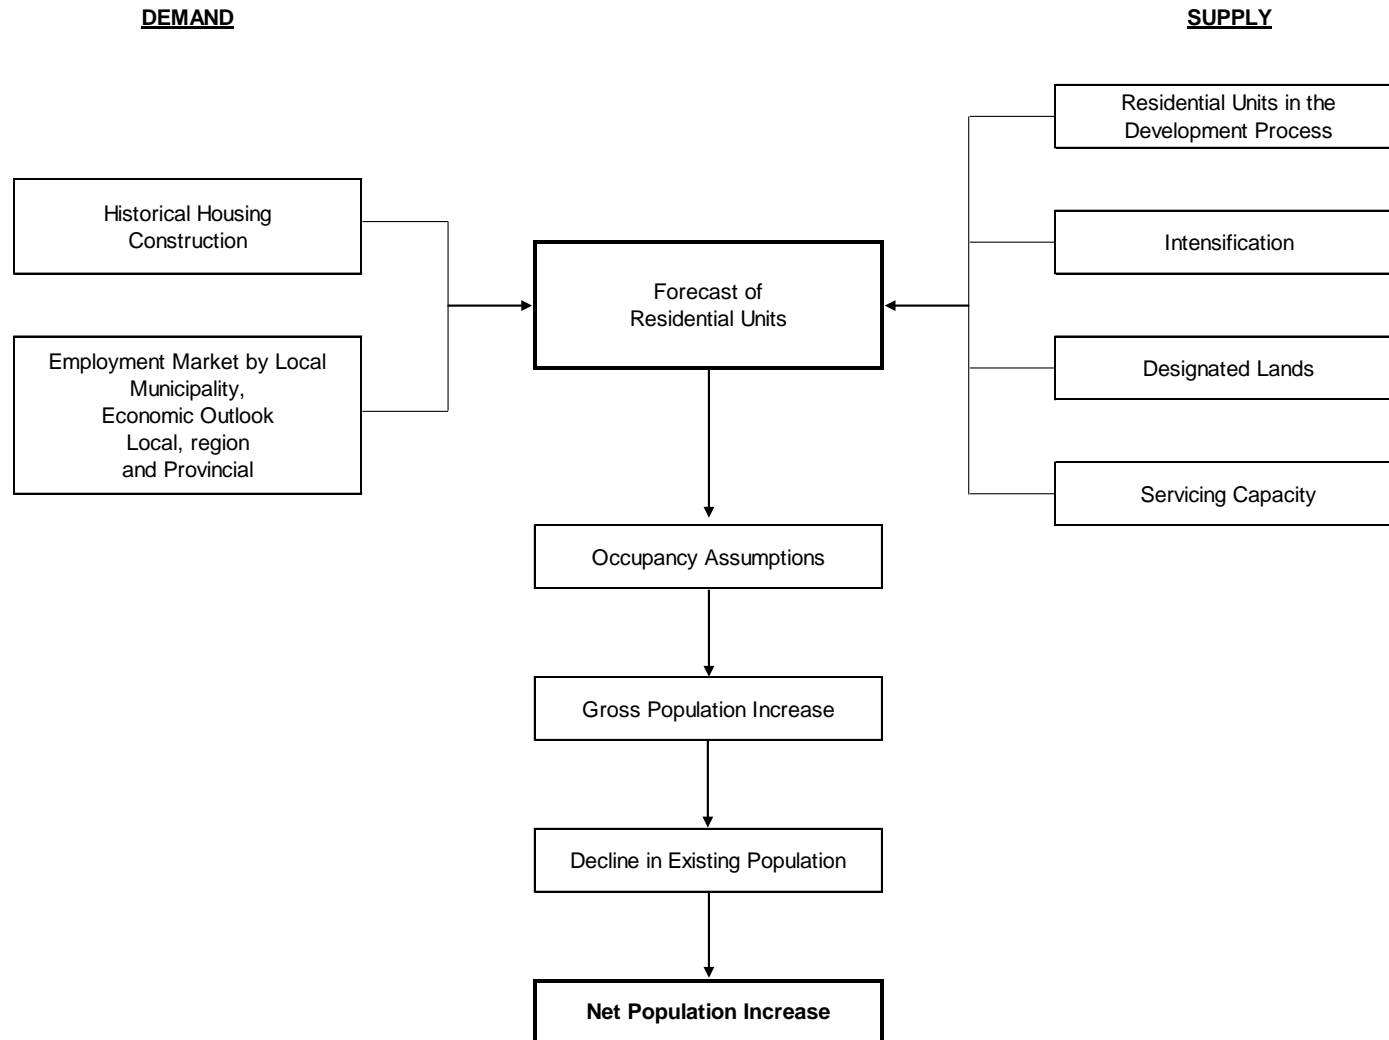 DEMAND
SUPPLY
Residential Units in the
Development Process
Historical Housing
Construction
Intensification
Forecast of
Residential Units
Employment Market by Local
Municipality,
Economic Outlook
Local, region
and Provincial
Designated Lands
Servicing Capacity
Occupancy Assumptions
Gross Population Increase
Decline in Existing Population
Net Population Increase